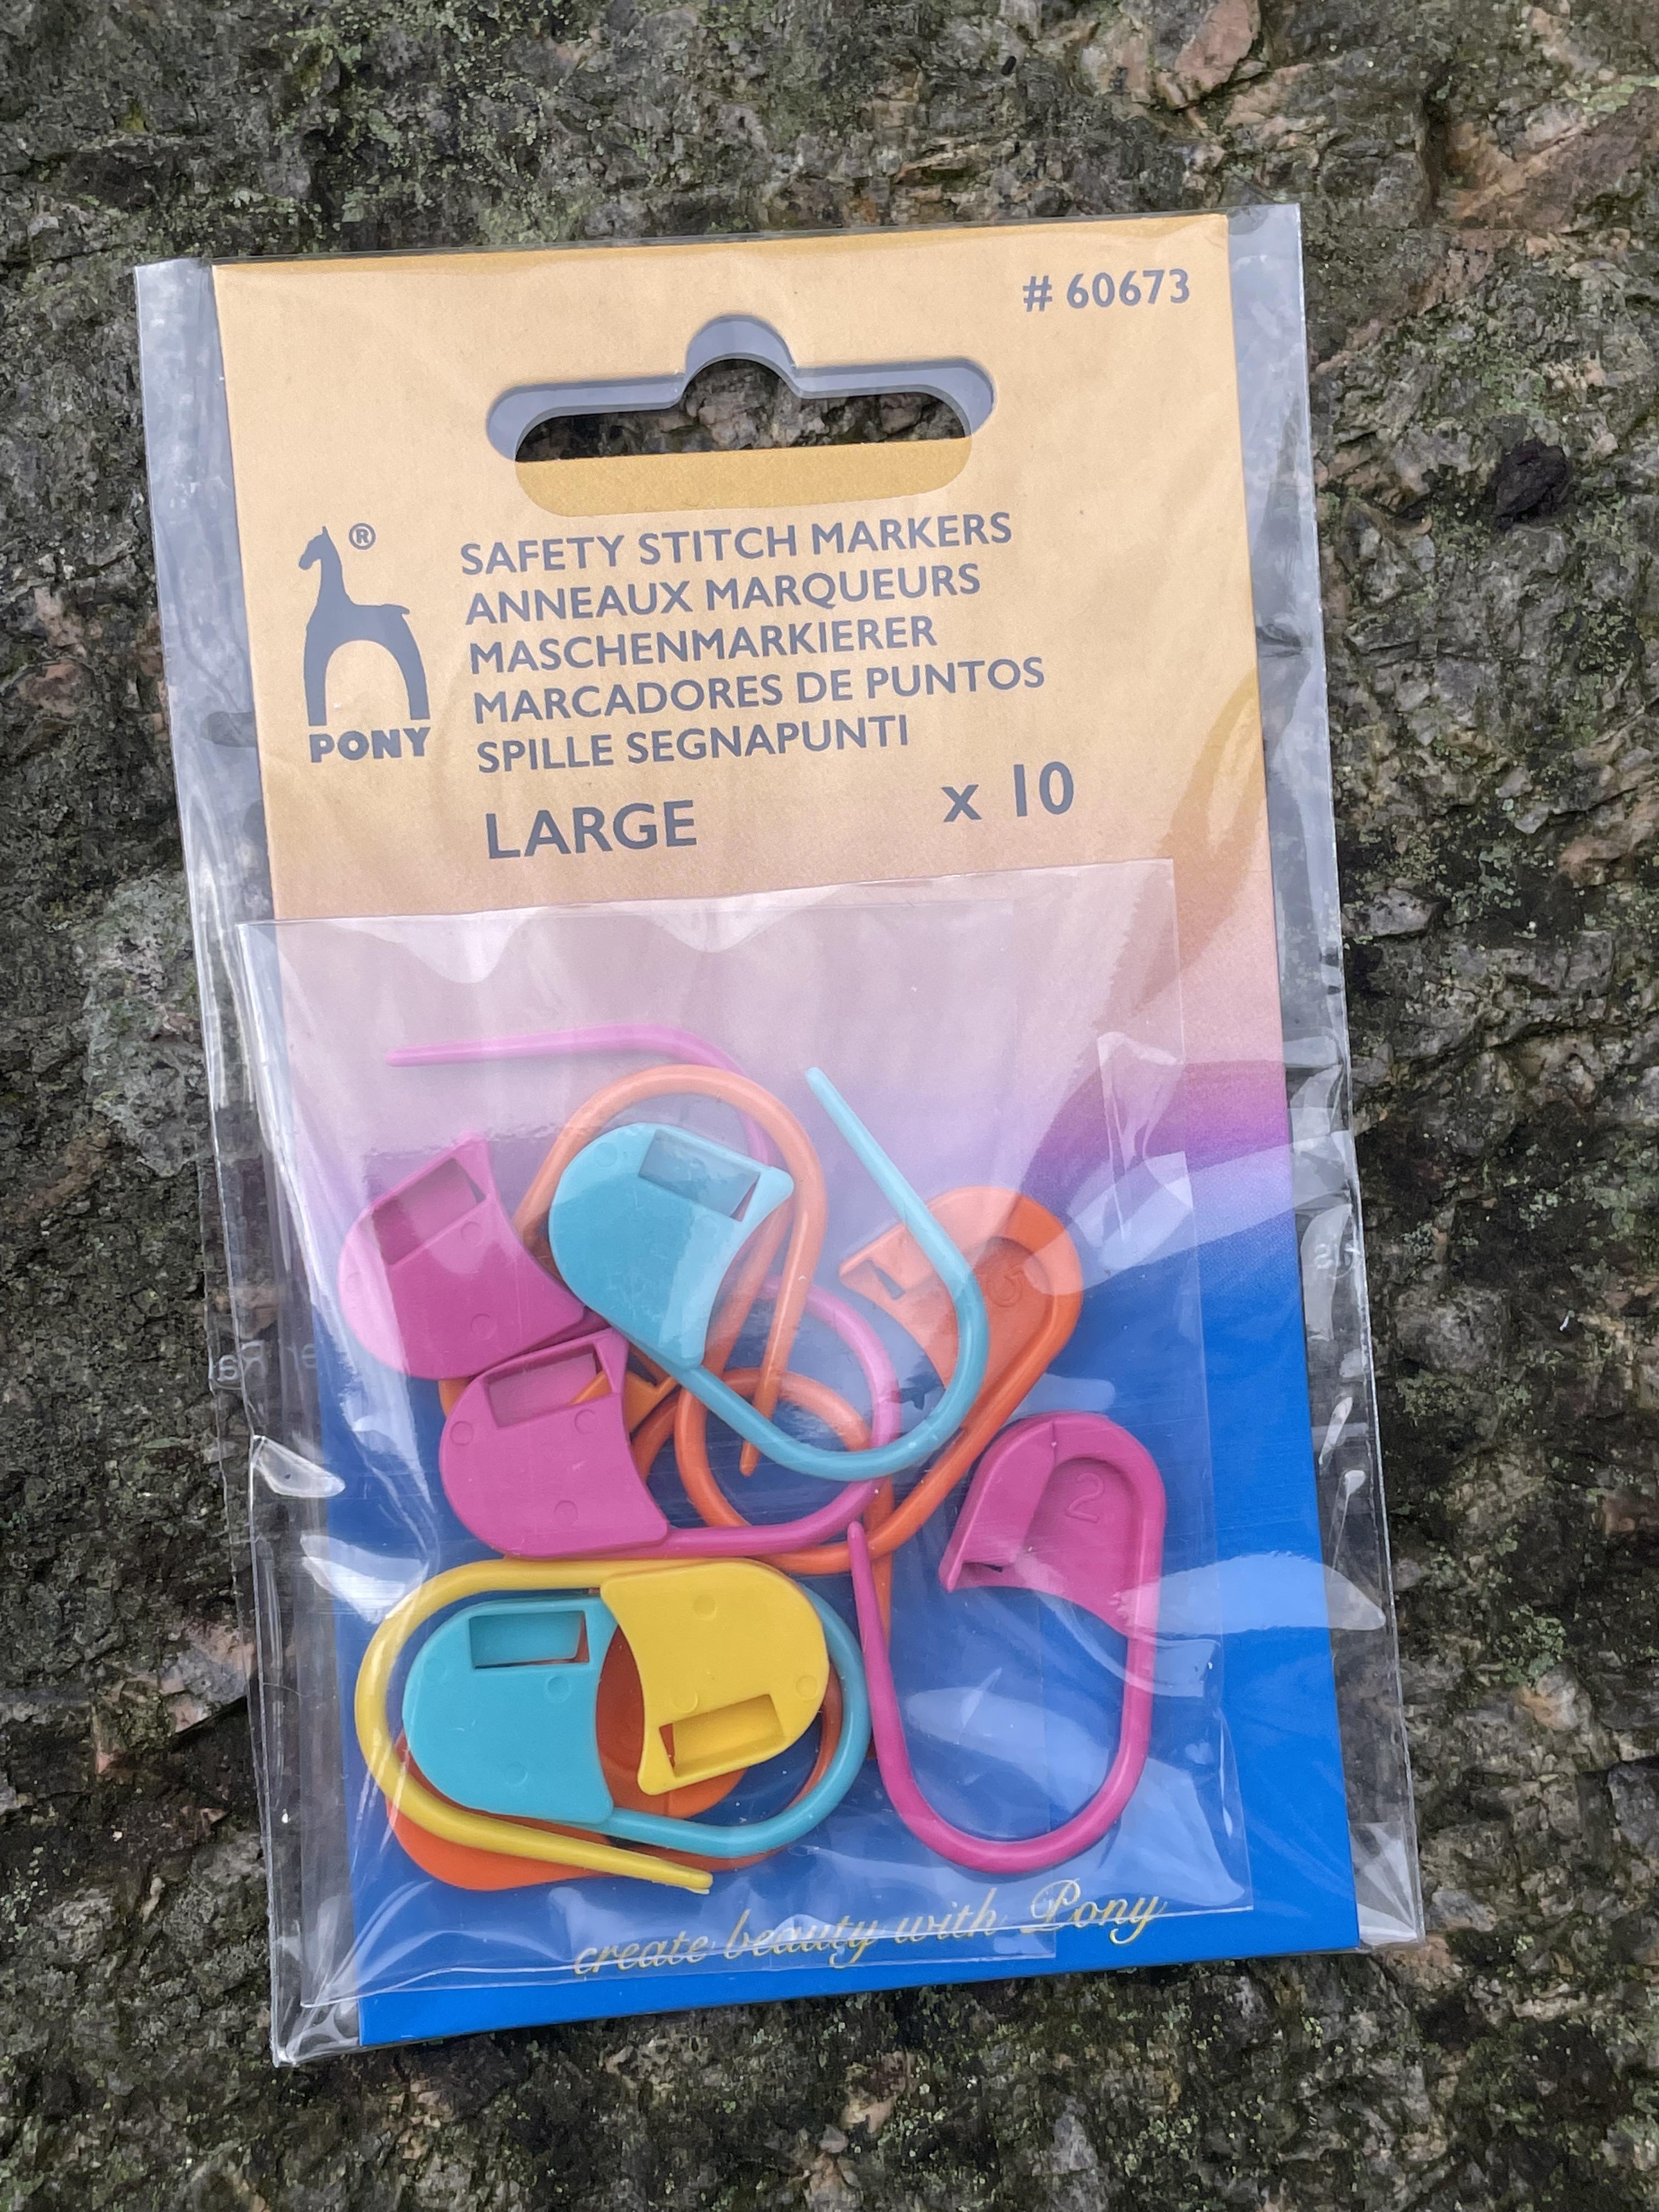 # 60673
®
PONY
SAFETY STITCH MARKERS
ANNEAUX MARQUEURS
MASCHENMARKIERER
MARCADORES DE PUNTOS
SPILLE SEGNAPUNTI
LARGE x 10
2
create beauty with Pony